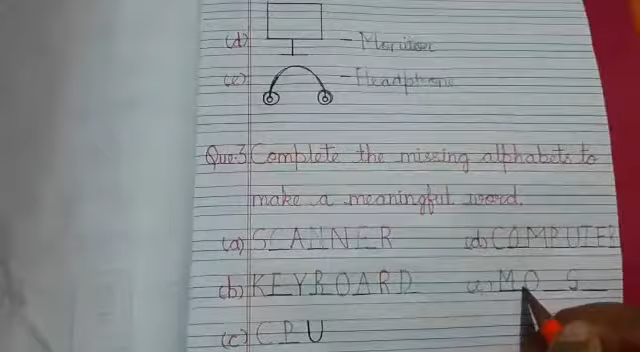 (d) - Monitor
(e) - Headphone
Que.3 Complete the missing alphabets to
make a meaningful word.
(a) SCANNER (d) COMPUTER
(b) KEYBOARD (e) MO_S_
(c) CPU